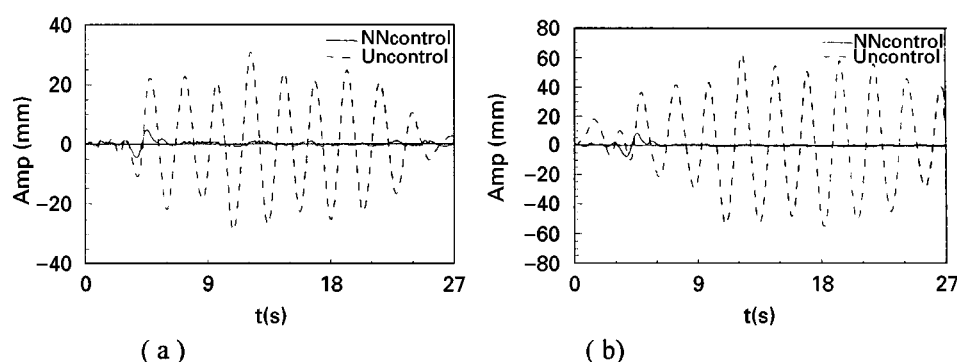 40
20
0
−20
−40
Amp (mm)
NNcontrol
Uncontrol
0 9 18 27
t(s)
( a )
80
60
40
20
0
−20
−40
−60
−80
Amp (mm)
NNcontrol
Uncontrol
0 9 18 27
t(s)
( b)